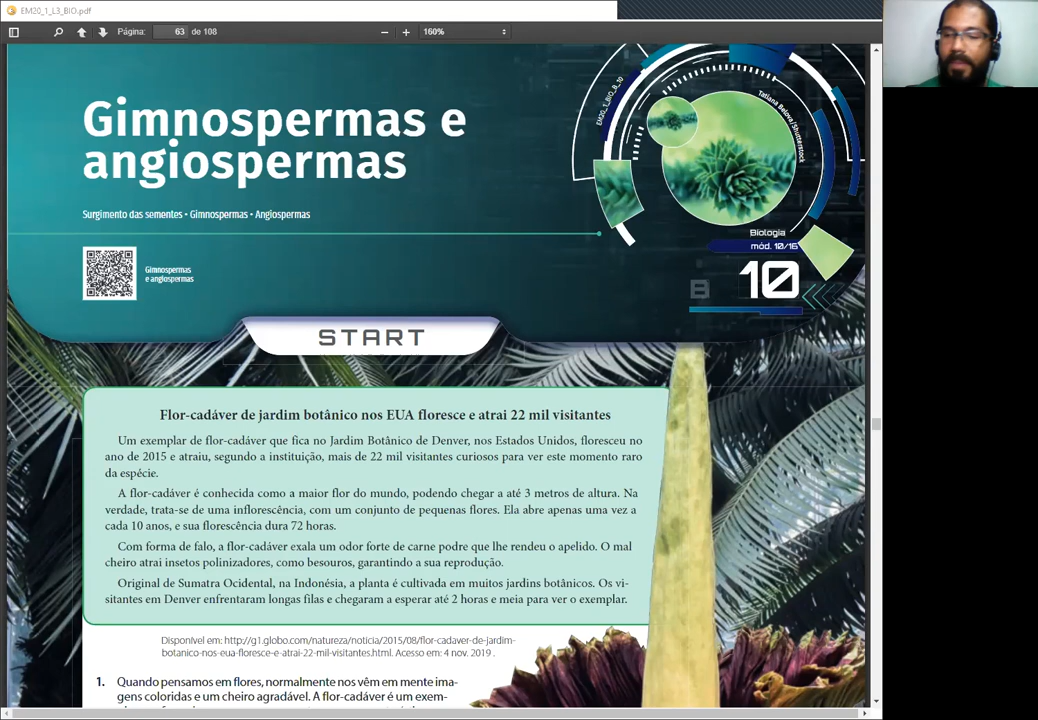 EM20_1_L3_BIO.pdf
Página: 63 de 108
160%
Gimnospermas e
angiospermas
Surgimento das sementes • Gimnospermas • Angiospermas
Gimnospermas
e angiospermas
EM20_1_BIO_B_10
Tatiana Belova/Shutterstock
Biologia
mód. 10/16
B 10
START
Flor-cadáver de jardim botânico nos EUA floresce e atrai 22 mil visitantes
Um exemplar de flor-cadáver que fica no Jardim Botânico de Denver, nos Estados Unidos, floresceu no
ano de 2015 e atraiu, segundo a instituição, mais de 22 mil visitantes curiosos para ver este momento raro
da espécie.
A flor-cadáver é conhecida como a maior flor do mundo, podendo chegar a até 3 metros de altura. Na
verdade, trata-se de uma inflorescência, com um conjunto de pequenas flores. Ela abre apenas uma vez a
cada 10 anos, e sua florescência dura 72 horas.
Com forma de falo, a flor-cadáver exala um odor forte de carne podre que lhe rendeu o apelido. O mal
cheiro atrai insetos polinizadores, como besouros, garantindo a sua reprodução.
Original de Sumatra Ocidental, na Indonésia, a planta é cultivada em muitos jardins botânicos. Os vi-
sitantes em Denver enfrentaram longas filas e chegaram a esperar até 2 horas e meia para ver o exemplar.
Disponível em: http://g1.globo.com/natureza/noticia/2015/08/flor-cadaver-de-jardim-
botanico-nos-eua-floresce-e-atrai-22-mil-visitantes.html. Acesso em: 4 nov. 2019 .
1. Quando pensamos em flores, normalmente nos vêm em mente ima-
gens coloridas e um cheiro agradável. A flor-cadáver é um exem-